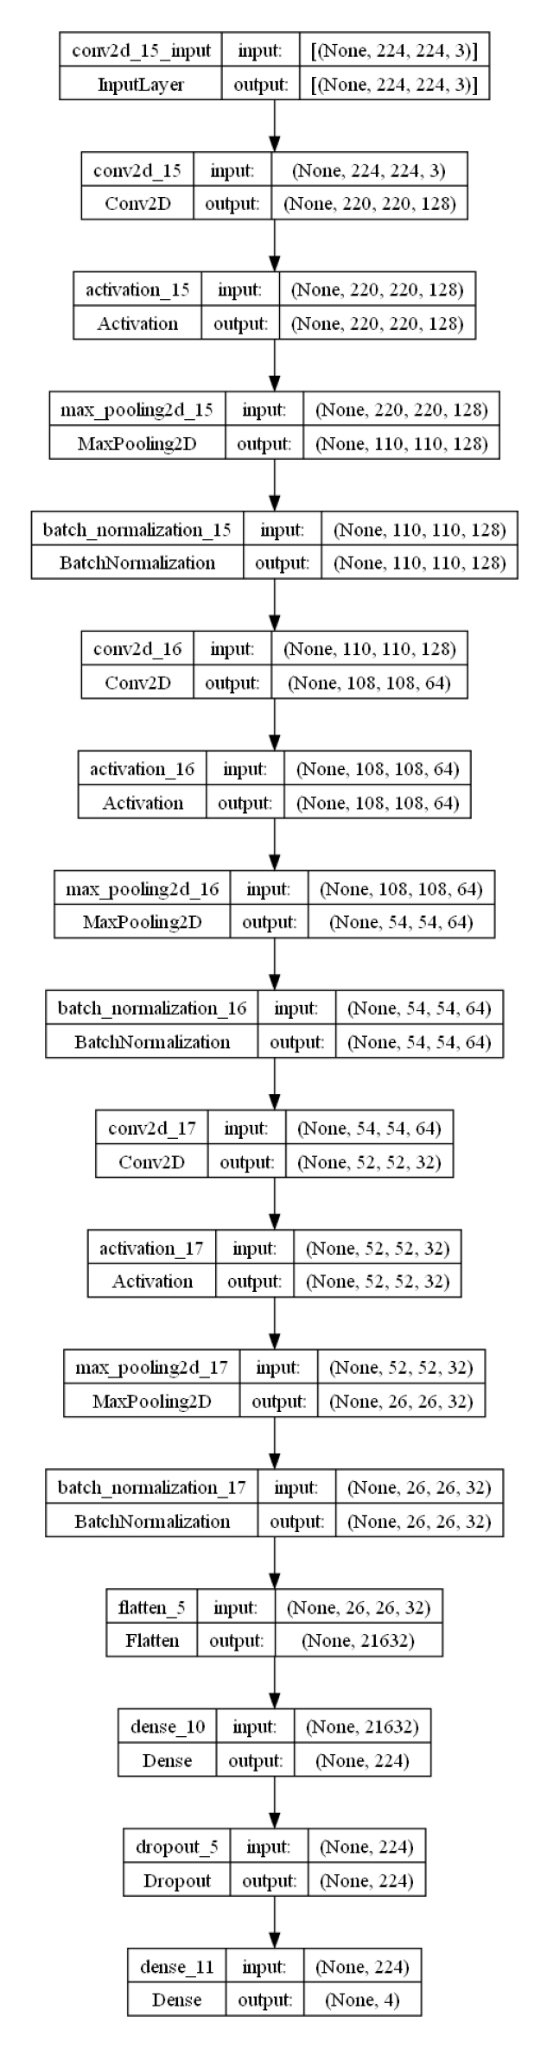 conv2d_15_input input: [(None, 224, 224, 3)]
InputLayer output: [(None, 224, 224, 3)]
conv2d_15 input: (None, 224, 224, 3)
Conv2D output: (None, 220, 220, 128)
activation_15 input: (None, 220, 220, 128)
Activation output: (None, 220, 220, 128)
max_pooling2d_15 input: (None, 220, 220, 128)
MaxPooling2D output: (None, 110, 110, 128)
batch_normalization_15 input: (None, 110, 110, 128)
BatchNormalization output: (None, 110, 110, 128)
conv2d_16 input: (None, 110, 110, 128)
Conv2D output: (None, 108, 108, 64)
activation_16 input: (None, 108, 108, 64)
Activation output: (None, 108, 108, 64)
max_pooling2d_16 input: (None, 108, 108, 64)
MaxPooling2D output: (None, 54, 54, 64)
batch_normalization_16 input: (None, 54, 54, 64)
BatchNormalization output: (None, 54, 54, 64)
conv2d_17 input: (None, 54, 54, 64)
Conv2D output: (None, 52, 52, 32)
activation_17 input: (None, 52, 52, 32)
Activation output: (None, 52, 52, 32)
max_pooling2d_17 input: (None, 52, 52, 32)
MaxPooling2D output: (None, 26, 26, 32)
batch_normalization_17 input: (None, 26, 26, 32)
BatchNormalization output: (None, 26, 26, 32)
flatten_5 input: (None, 26, 26, 32)
Flatten output: (None, 21632)
dense_10 input: (None, 21632)
Dense output: (None, 224)
dropout_5 input: (None, 224)
Dropout output: (None, 224)
dense_11 input: (None, 224)
Dense output: (None, 4)